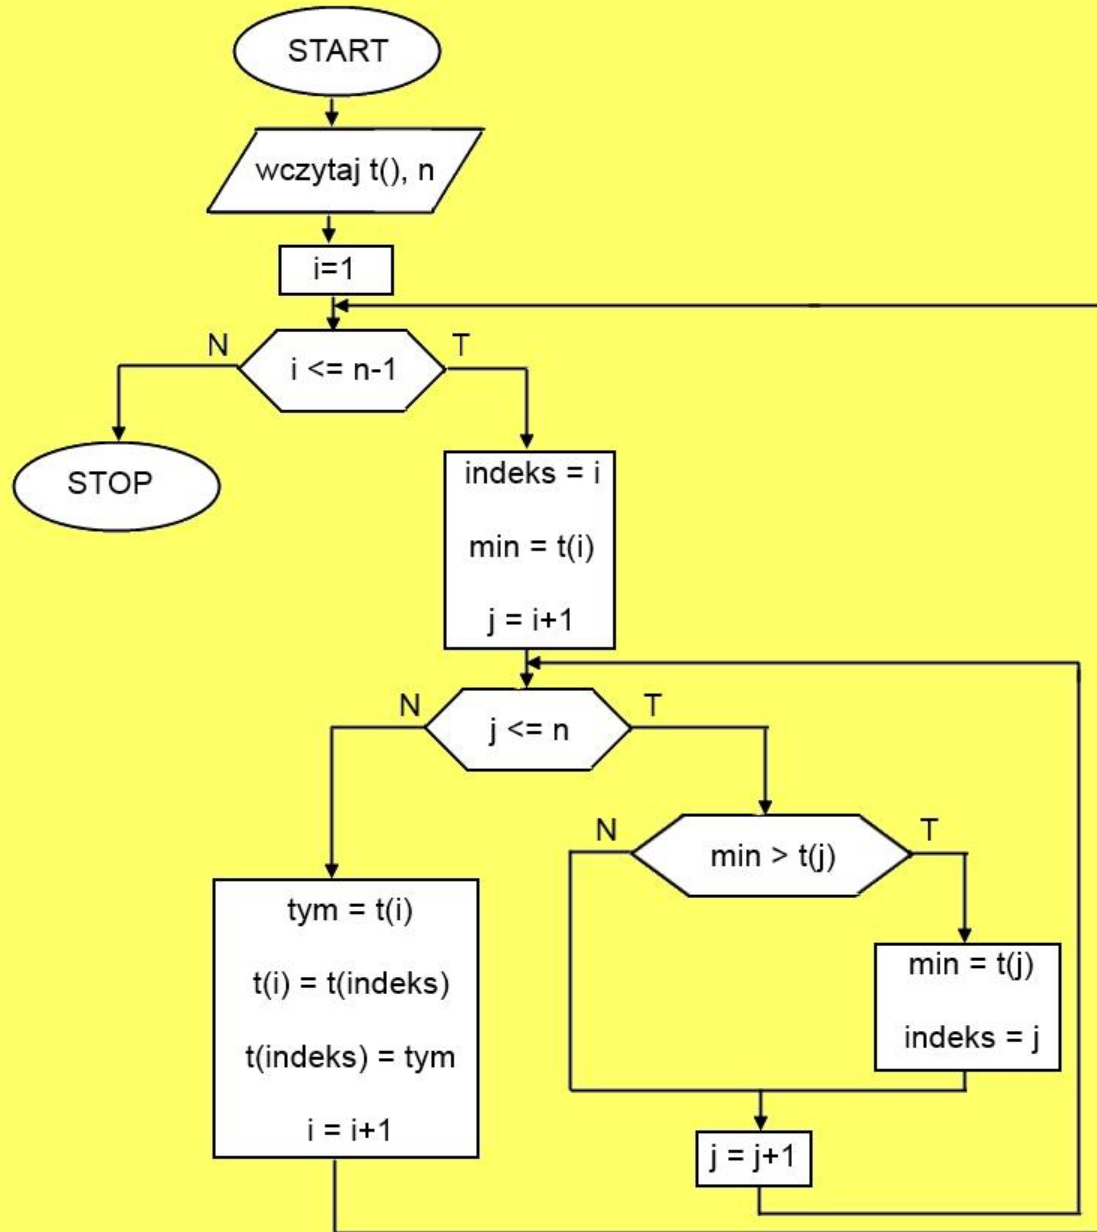 START
wczytaj t(), n
i=1
N
T
i <= n-1
STOP
indeks = i
min = t(i)
j = i+1
N
T
j <= n
N
T
min > t(j)
tym = t(i)
t(i) = t(indeks)
t(indeks) = tym
i = i+1
min = t(j)
indeks = j
j = j+1